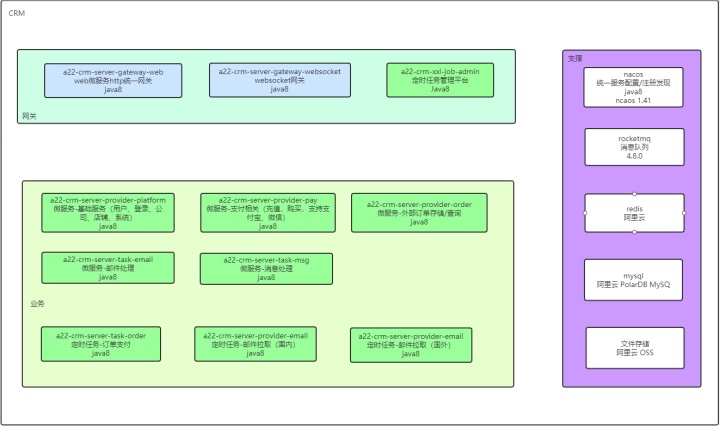 CRM
a22-crm-server-gateway-web
web微服务http统一网关
java8
a22-crm-server-gateway-websocket
websocket网关
java8
a22-crm-xxl-job-admin
定时任务管理平台
Java8
网关
a22-crm-server-provider-platform
微服务-基础服务（用户、登录、公
司、店铺、系统）
java8
a22-crm-server-provider-pay
微服务-支付相关（充值、购买、支持支
付宝、微信）
java8
a22-crm-server-provider-order
微服务-外部订单存储/查询
java8
a22-crm-server-task-email
微服务-邮件处理
java8
a22-crm-server-task-msg
微服务-消息处理
java8
业务
a22-crm-server-task-order
定时任务-订单支付
java8
a22-crm-server-provider-email
定时任务-邮件拉取（国内）
java8
a22-crm-server-provider-email
定时任务-邮件拉取（国外）
java8
支撑
nacos
统一服务配置/注册发现
java8
ncaos 1.41
rocketmq
消息队列
4.8.0
redis
阿里云
mysql
阿里云 PolarDB MySQ
文件存储
阿里云 OSS